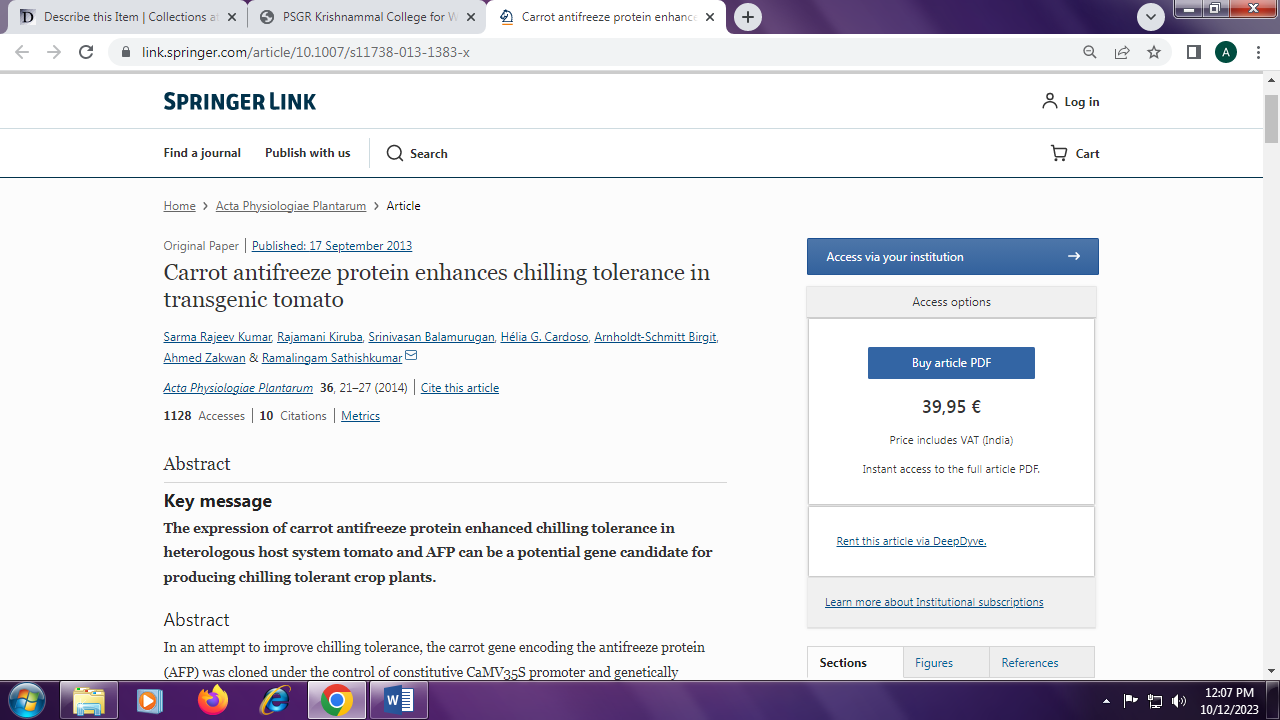 Describe this Item | Collections at
PSGR Krishnammal College for W
Carrot antifreeze protein enhance
link.springer.com/article/10.1007/s11738-013-1383-x
A
SPRINGER LINK
Log in
Find a journal
Publish with us
Search
Cart
Home > Acta Physiologiae Plantarum > Article
Original Paper | Published: 17 September 2013
Carrot antifreeze protein enhances chilling tolerance in
transgenic tomato
Sarma Rajeev Kumar, Rajamani Kiruba, Srinivasan Balamurugan, Hélia G. Cardoso, Arnholdt-Schmitt Birgit,
Ahmed Zakwan & Ramalingam Sathishkumar
Acta Physiologiae Plantarum 36, 21–27 (2014) | Cite this article
1128 Accesses | 10 Citations | Metrics
Abstract
Key message
The expression of carrot antifreeze protein enhanced chilling tolerance in
heterologous host system tomato and AFP can be a potential gene candidate for
producing chilling tolerant crop plants.
Abstract
In an attempt to improve chilling tolerance, the carrot gene encoding the antifreeze protein
(AFP) was cloned under the control of constitutive CaMV35S promoter and genetically
Access via your institution
Access options
Buy article PDF
39,95 €
Price includes VAT (India)
Instant access to the full article PDF.
Rent this article via DeepDyve.
Learn more about Institutional subscriptions
Sections
Figures
References
12:07 PM
10/12/2023